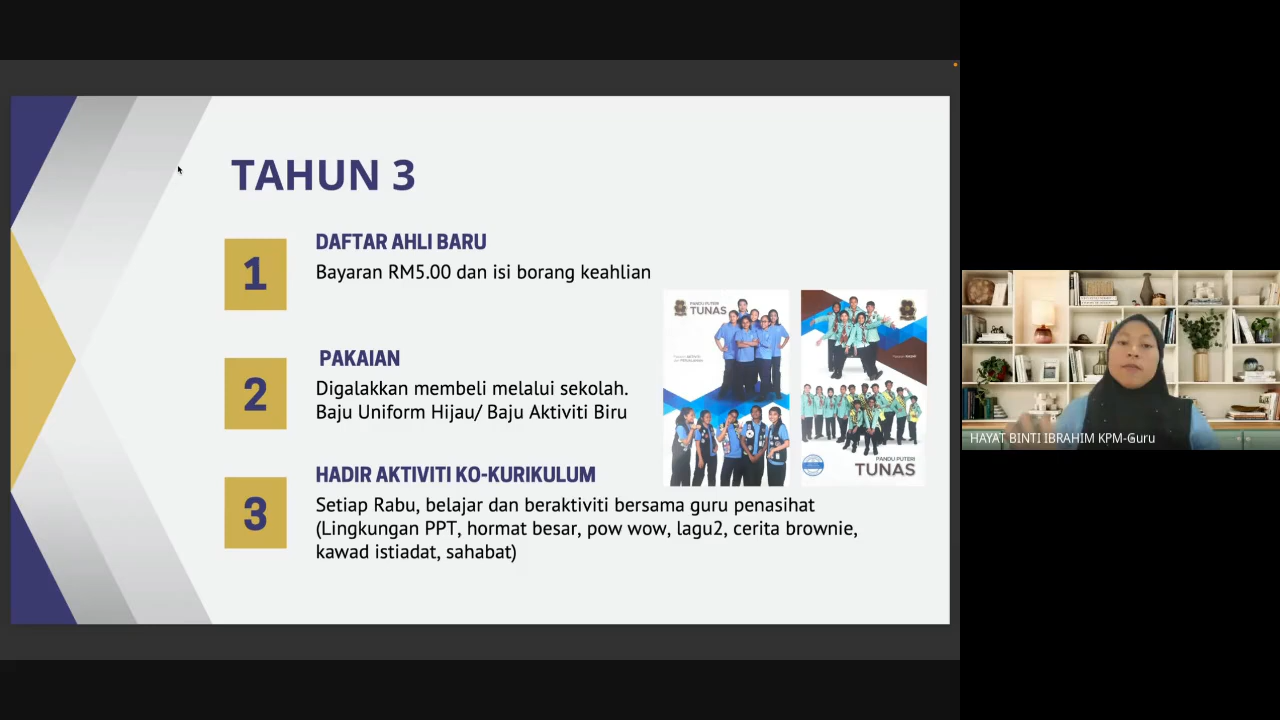 TAHUN 3
1
DAFTAR AHLI BARU
Bayaran RM5.00 dan isi borang keahlian
2
PAKAIAN
Digalakkan membeli melalui sekolah.
Baju Uniform Hijau/ Baju Aktiviti Biru
PANDU PUTERI
TUNAS
PANDU PUTERI
TUNAS
3
HADIR AKTIVITI KO-KURIKULUM
Setiap Rabu, belajar dan beraktiviti bersama guru penasihat
(Lingkungan PPT, hormat besar, pow wow, lagu2, cerita brownie,
kawad istiadat, sahabat)
HAYAT BINTI IBRAHIM KPM-Guru